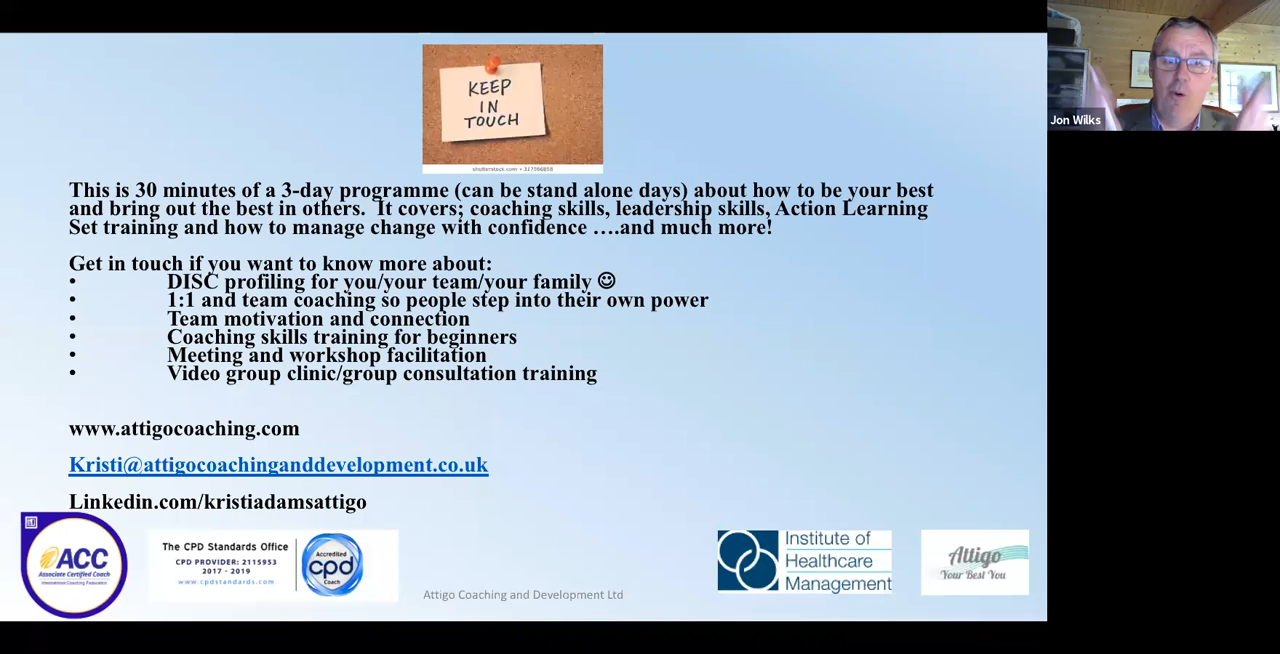 KEEP
IN
TOUCH
shutterstock.com • 317096858
Jon Wilks
This is 30 minutes of a 3-day programme (can be stand alone days) about how to be your best
and bring out the best in others. It covers; coaching skills, leadership skills, Action Learning
Set training and how to manage change with confidence ….and much more!
Get in touch if you want to know more about:
• DISC profiling for you/your team/your family ☺
• 1:1 and team coaching so people step into their own power
• Team motivation and connection
• Coaching skills training for beginners
• Meeting and workshop facilitation
• Video group clinic/group consultation training
www.attigocoaching.com
Kristi@attigocoachinganddevelopment.co.uk
Linkedin.com/kristiadamsattigo
ACC
Associate Certified Coach
International Coaching Federation
The CPD Standards Office
CPD PROVIDER: 2115953
2017 - 2019
www.cpdstandards.com
Accredited
cpd
Coach
Attigo Coaching and Development Ltd
Institute of
Healthcare
Management
Attigo
Your Best You